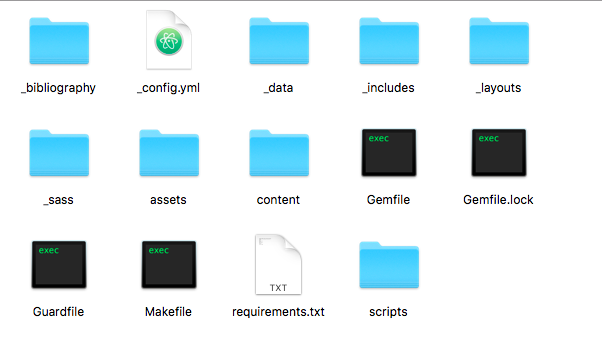 _bibliography
_config.yml
_data
_includes
_layouts
exec
exec
_sass
assets
content
Gemfile
Gemfile.lock
exec
exec
TXT
Guardfile
Makefile
requirements.txt
scripts